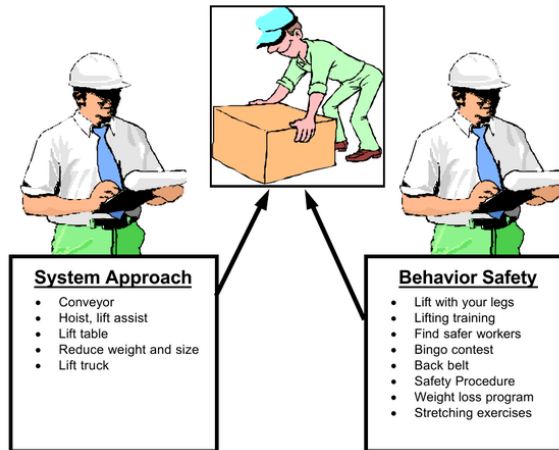 System Approach
Conveyor
Hoist, lift assist
Lift table
Reduce weight and size
Lift truck
Behavior Safety
Lift with your legs
Lifting training
Find safer workers
Bingo contest
Back belt
Safety Procedure
Weight loss program
Stretching exercises